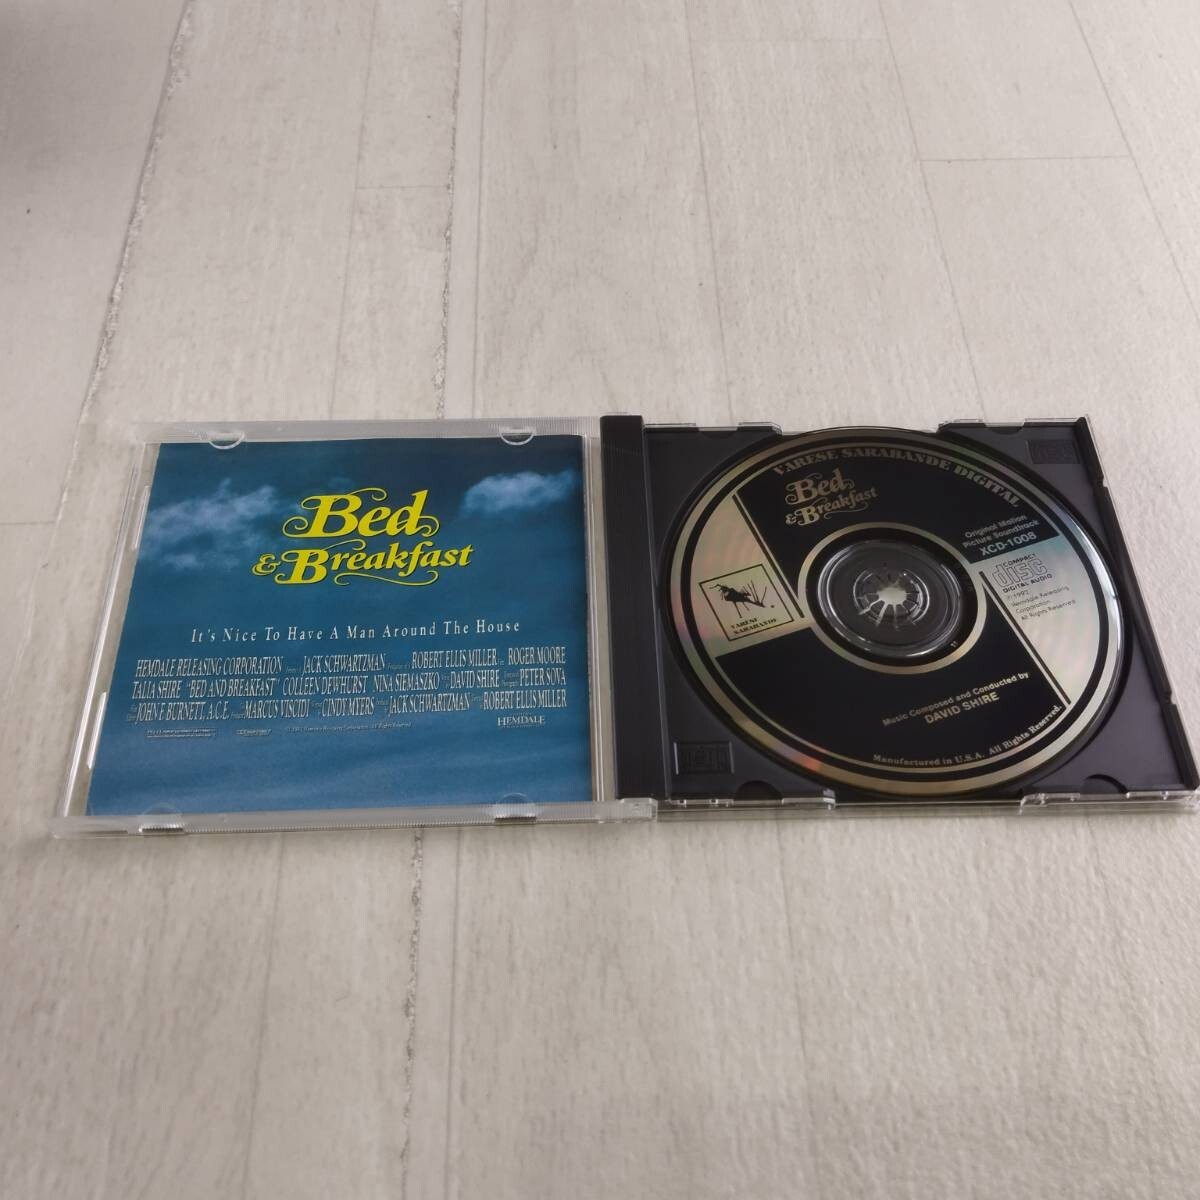 Bed
& Breakfast
It's Nice To Have A Man Around The House
HEMDALE RELEASING CORPORATION JACK SCHWARTZMAN ROBERT ELLIS MILLER ROGER MOORE
TALIA SHIRE "BED AND BREAKFAST" COLLEEN DEWHURST NINA SIEMASZKO DAVID SHIRE PETER SOVA
JOHN F. BURNETT, A.C.E. MARCUS VISCIDI CINDY MYERS JACK SCHWARTZMAN ROBERT ELLIS MILLER
HEMDALE
VARESE SARABANDE DIGITAL
Bed
& Breakfast
Original Motion
Picture Soundtrack
XCD-1008
COMPACT
disc
DIGITAL AUDIO
1992
Hemdale Releasing
Corporation
All Rights Reserved
VARESE
SARABANDE
Music Composed and Conducted by
DAVID SHIRE
Manufactured in U.S.A. All Rights Reserved.